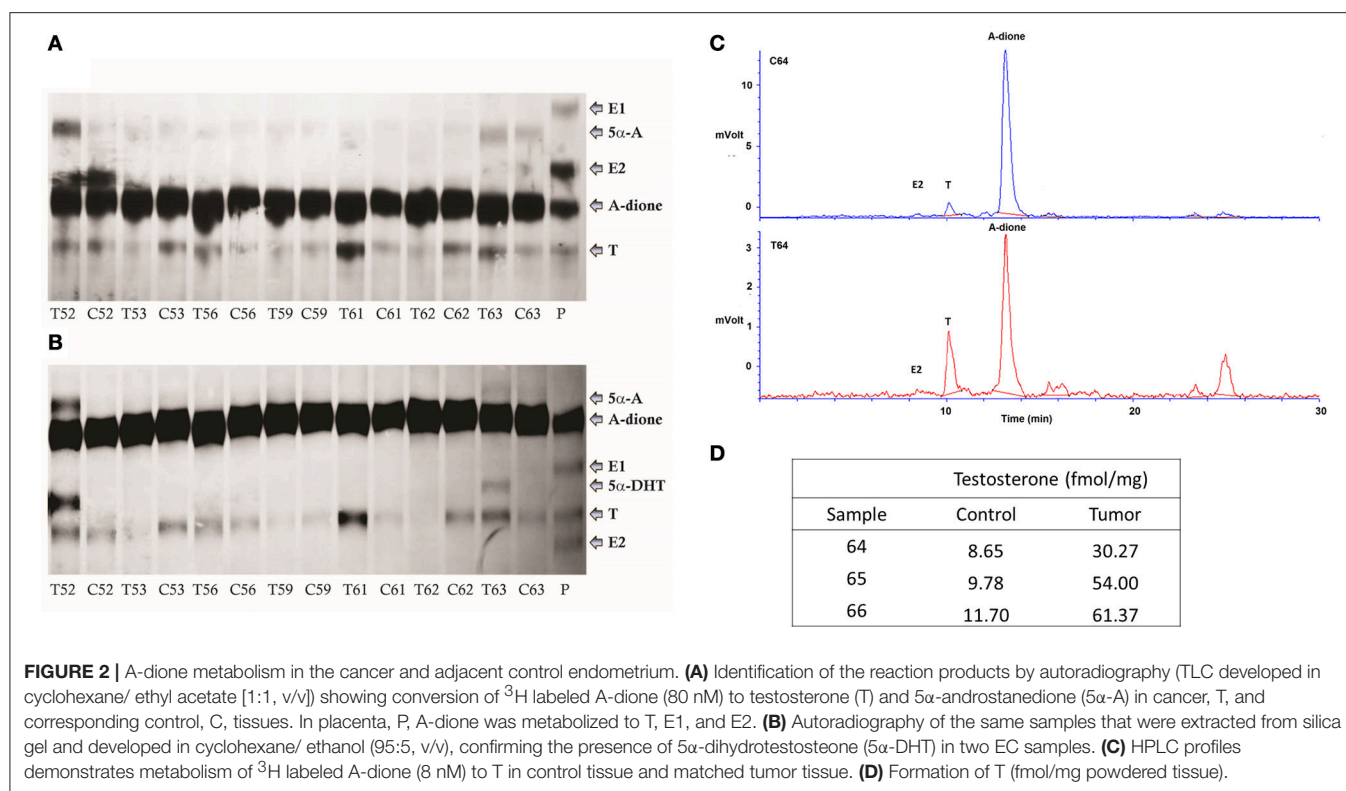 A
E1
5α-A
E2
A-dione
T
T52 C52 T53 C53 T56 C56 T59 C59 T61 C61 T62 C62 T63 C63 P
B
5α-A
A-dione
E1
5α-DHT
T
E2
T52 C52 T53 C53 T56 C56 T59 C59 T61 C61 T62 C62 T63 C63 P
C
A-dione
C64
10
mVolt
5
E2 T
0
A-dione
3
T64
2
mVolt
T
1
E2
0
10 20 30
Time (min)
D
Testosterone (fmol/mg)
Sample Control Tumor
64 8.65 30.27
65 9.78 54.00
66 11.70 61.37
FIGURE 2 | A-dione metabolism in the cancer and adjacent control endometrium. (A) Identification of the reaction products by autoradiography (TLC developed in
cyclohexane/ ethyl acetate [1:1, v/v]) showing conversion of ³H labeled A-dione (80 nM) to testosterone (T) and 5α-androstanedione (5α-A) in cancer, T, and
corresponding control, C, tissues. In placenta, P, A-dione was metabolized to T, E1, and E2. (B) Autoradiography of the same samples that were extracted from silica
gel and developed in cyclohexane/ ethanol (95:5, v/v), confirming the presence of 5α-dihydrotestosteone (5α-DHT) in two EC samples. (C) HPLC profiles
demonstrates metabolism of ³H labeled A-dione (8 nM) to T in control tissue and matched tumor tissue. (D) Formation of T (fmol/mg powdered tissue).